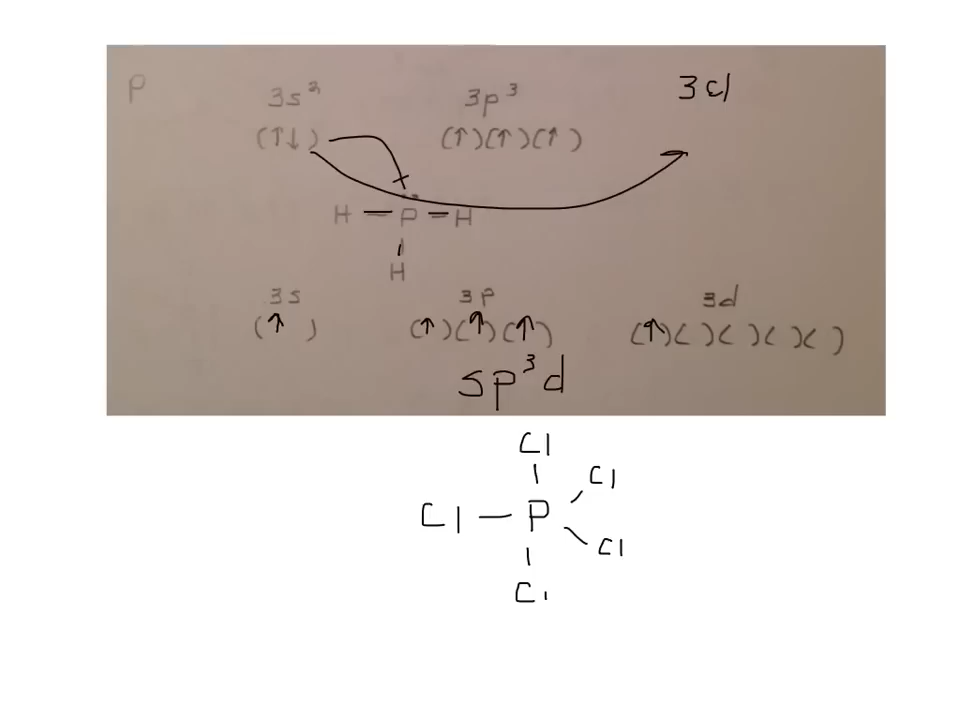 P 3s² 3p³ 3d
(↑↓) (↑)(↑)(↑)
H — P̈ — H
|
H
3s 3p 3d
(↑ ) (↑)(↑)(↑) (↑)( )( )( )( )
sp³d
Cl
| Cl
Cl — P
| Cl
Cl